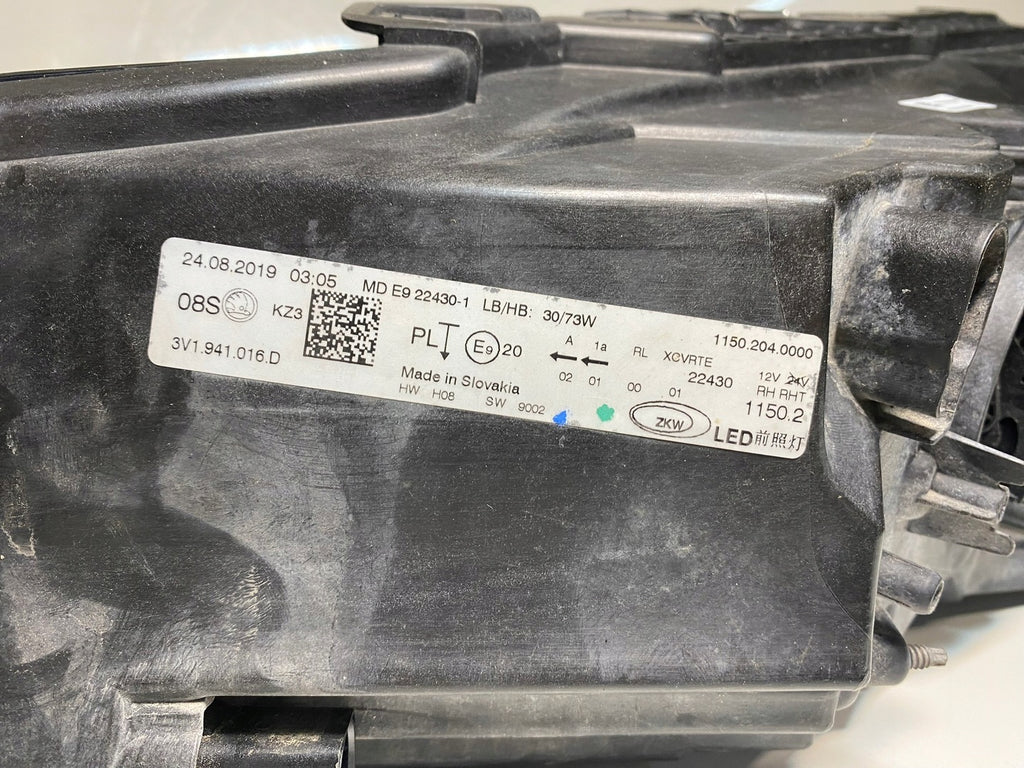 24.08.2019 03:05 MD E9 22430-1 LB/HB: 30/73W 1150.204.0000
08S KZ3 PL E9 20 A 1a RL XCVRTE 12V 24V
02 01 00 01 22430 RH RHT
3V1.941.016.D Made in Slovakia 1150.2
HW H08 SW 9002 ZKW LED前照灯